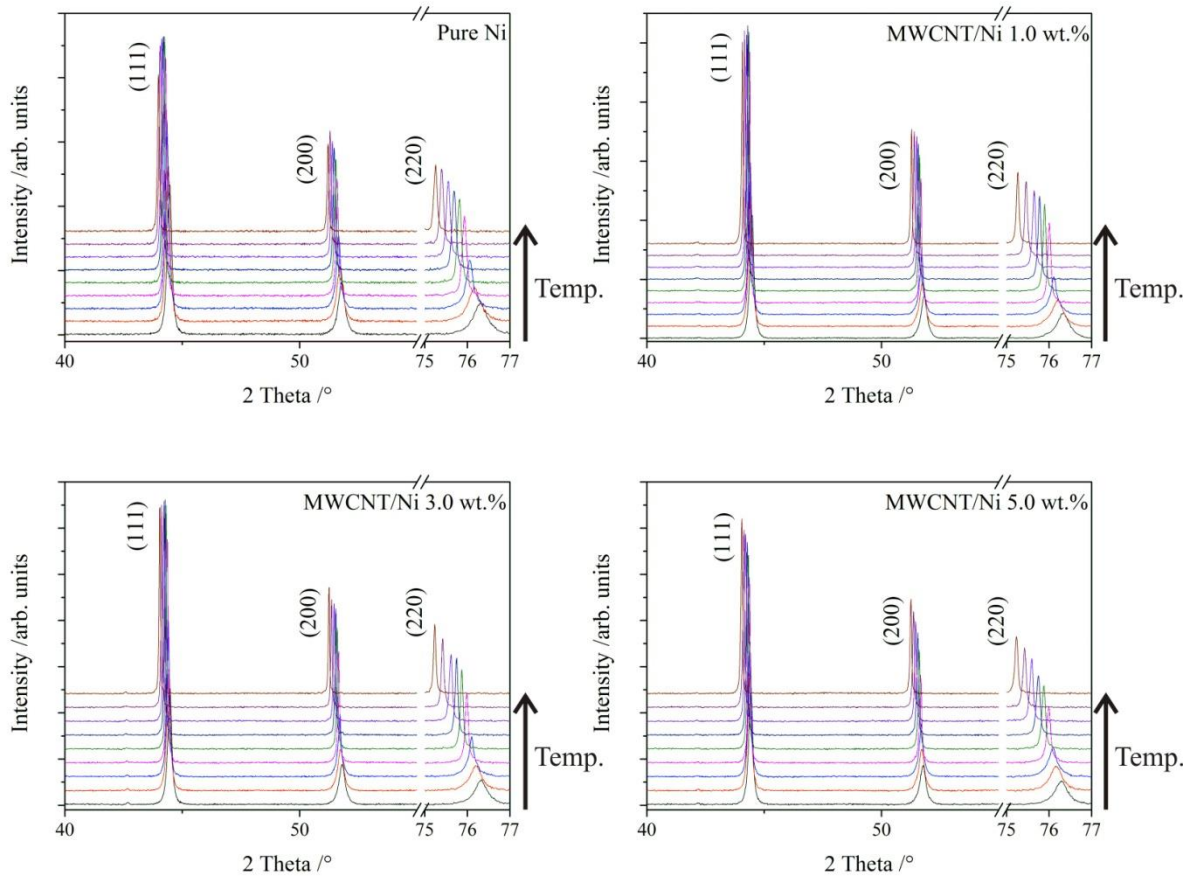 Pure Ni
(111)
(200)
(220)
Intensity /arb. units
Temp.
40
50
75
76
77
2 Theta /°
MWCNT/Ni 1.0 wt.%
(111)
(200)
(220)
Intensity /arb. units
Temp.
40
50
75
76
77
2 Theta /°
MWCNT/Ni 3.0 wt.%
(111)
(200)
(220)
Intensity /arb. units
Temp.
40
50
75
76
77
2 Theta /°
MWCNT/Ni 5.0 wt.%
(111)
(200)
(220)
Intensity /arb. units
Temp.
40
50
75
76
77
2 Theta /°